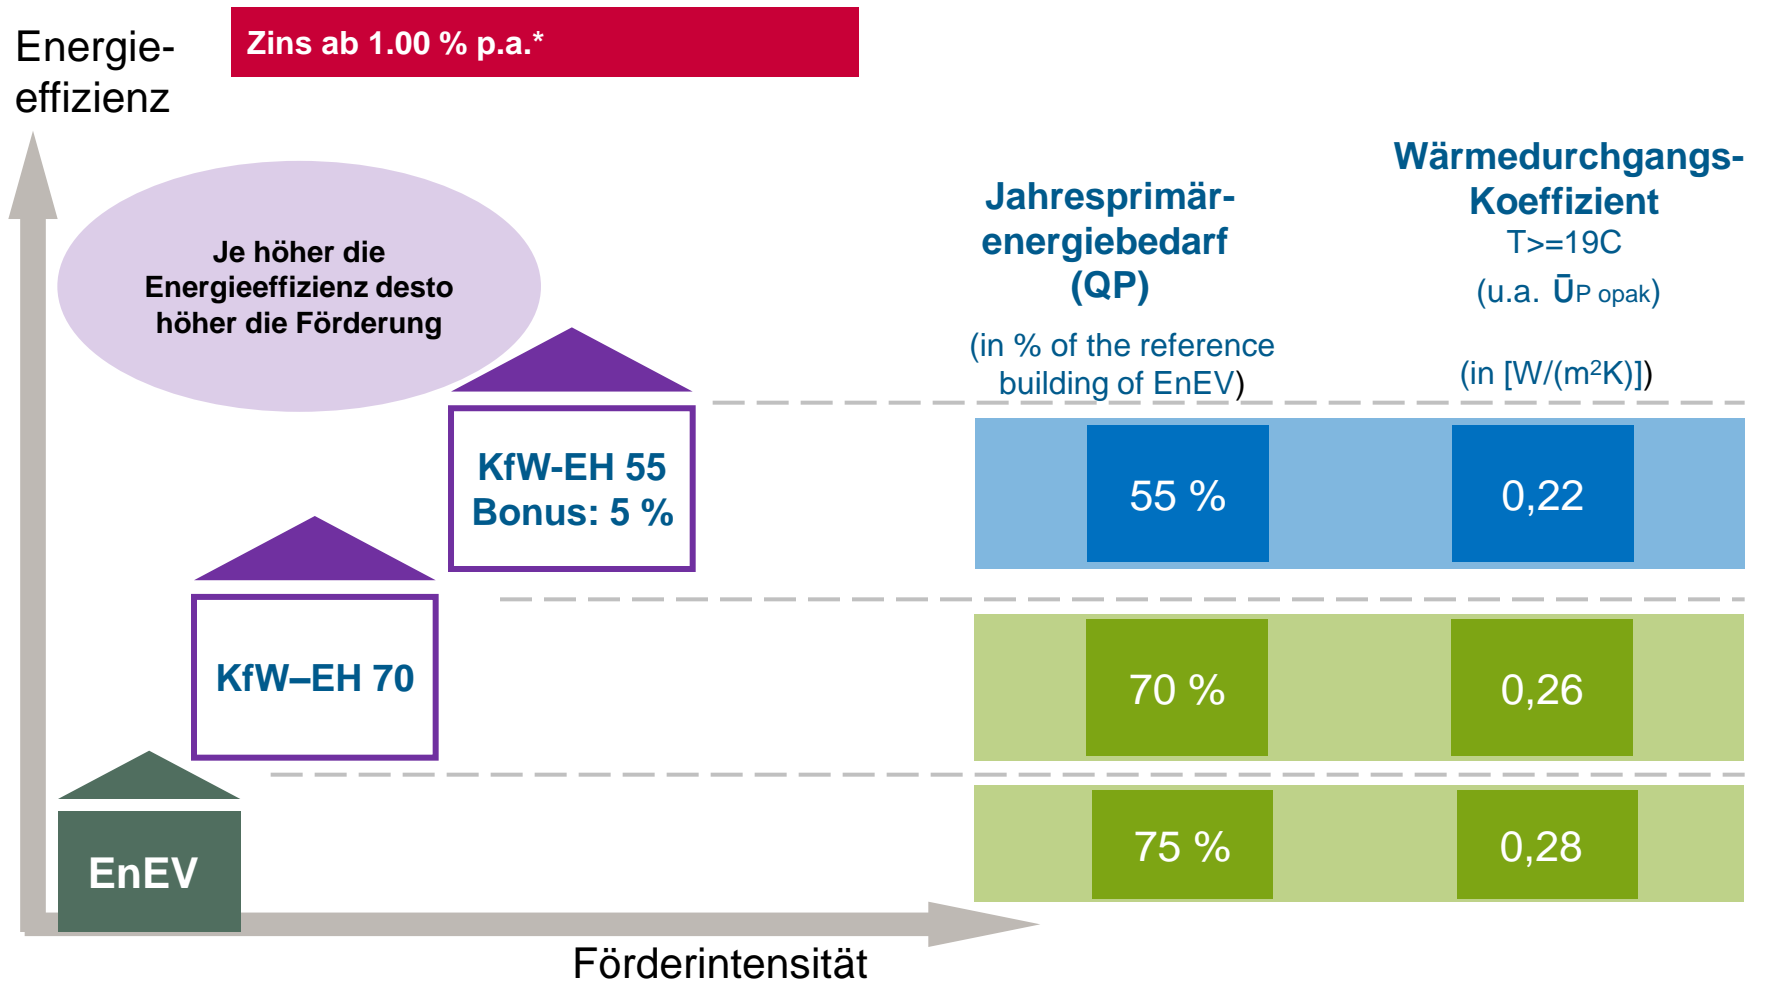 Energie-
effizienz
Zins ab 1.00 % p.a.*
Je höher die
Energieeffizienz desto
höher die Förderung
Jahresprimär-
energiebedarf
(QP)
(in % of the reference
building of EnEV)
Wärmedurchgangs-
Koeffizient
T>=19C
(u.a. ŪP opak)
(in [W/(m²K)])
KfW-EH 55
Bonus: 5 %
55 %
0,22
KfW–EH 70
70 %
0,26
EnEV
75 %
0,28
Förderintensität